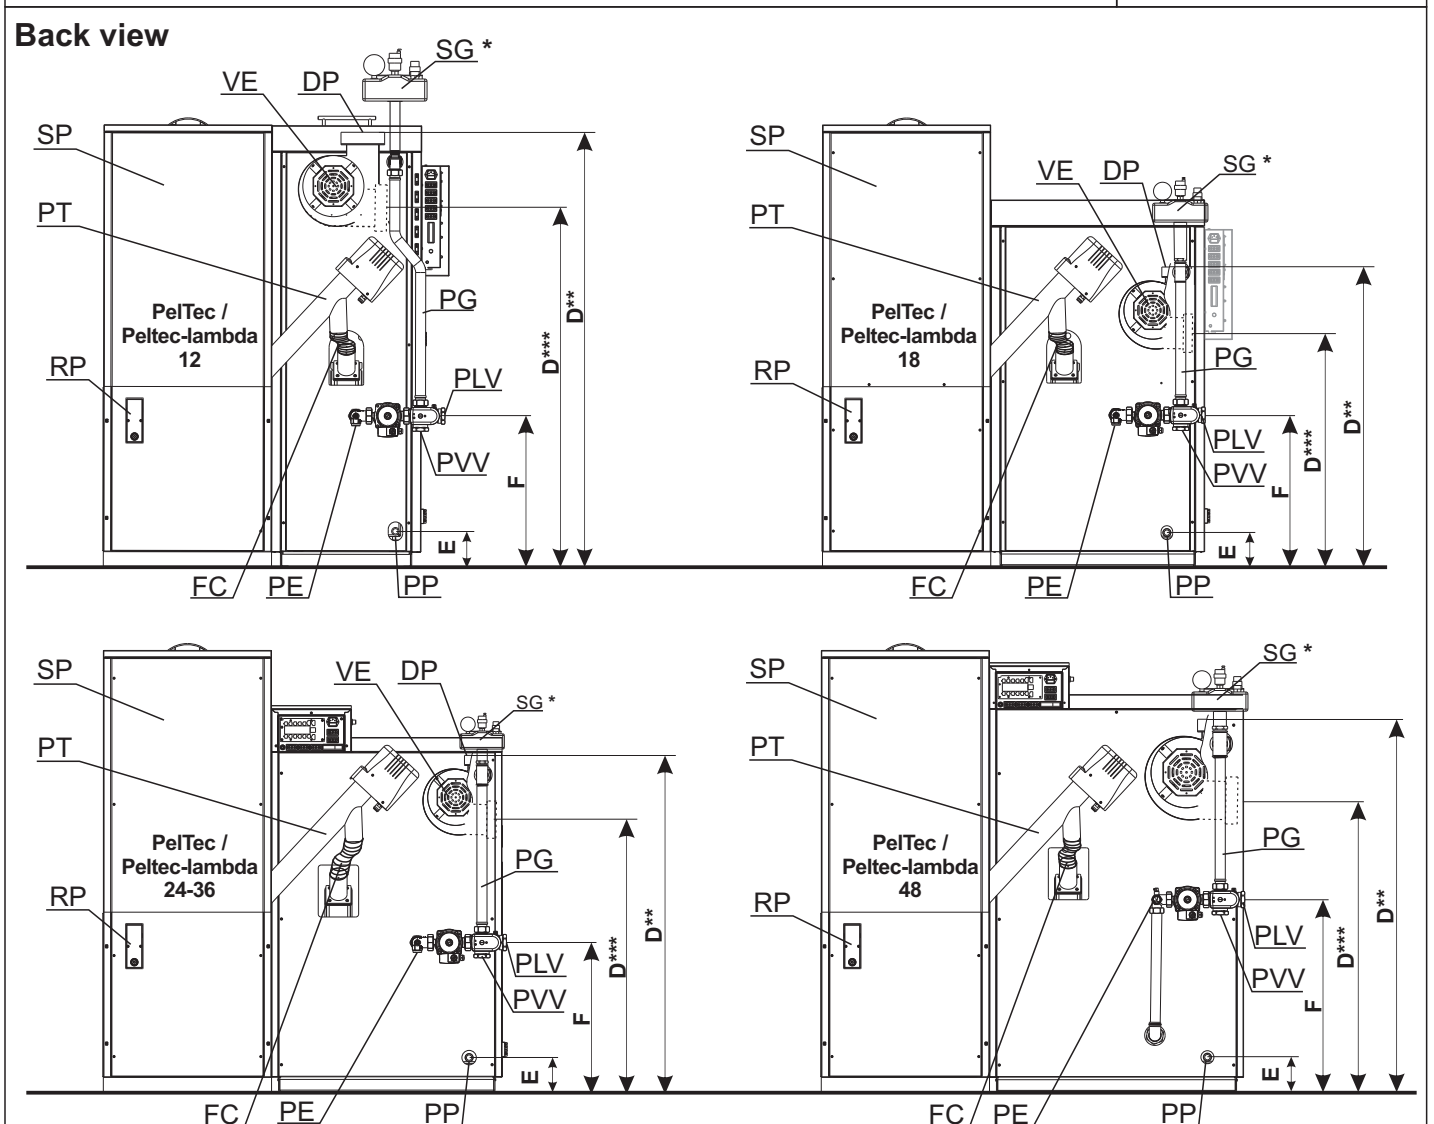 Back view
SG *
VE
DP
SP
PT
PelTec /
Peltec-lambda
12
RP
PG
PLV
PVV
D***
D**
F
E
FC
PE
PP
SG *
VE
DP
SP
PT
PelTec /
Peltec-lambda
18
RP
PG
PLV
PVV
D***
D**
F
E
FC
PE
PP
SG *
VE
DP
SP
PT
PelTec /
Peltec-lambda
24-36
RP
PG
PLV
PVV
D***
D**
F
E
FC
PE
PP
SG *
SP
PT
PelTec /
Peltec-lambda
48
RP
PG
PLV
PVV
D***
D**
F
E
FC
PE
PP